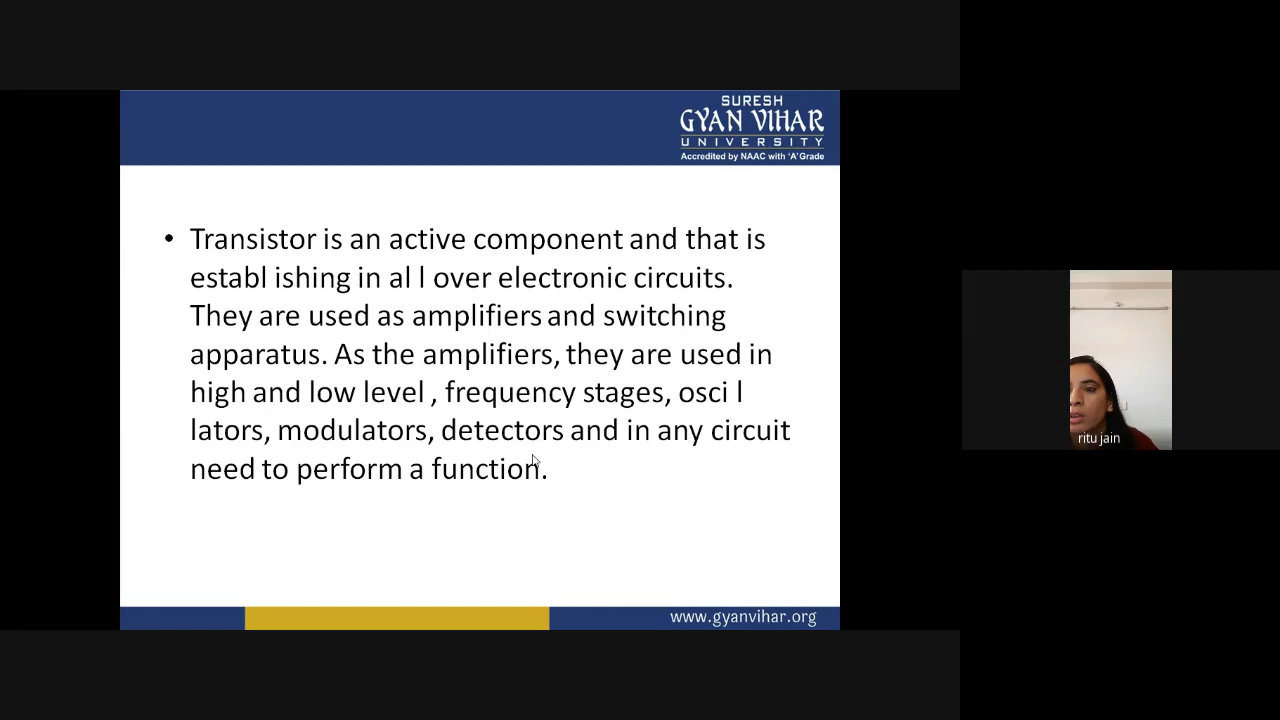 SURESH
GYAN VIHAR
UNIVERSITY
Accredited by NAAC with 'A' Grade
• Transistor is an active component and that is
establ ishing in al l over electronic circuits.
They are used as amplifiers and switching
apparatus. As the amplifiers, they are used in
high and low level , frequency stages, osci l
lators, modulators, detectors and in any circuit
need to perform a function.
www.gyanvihar.org
ritu jain